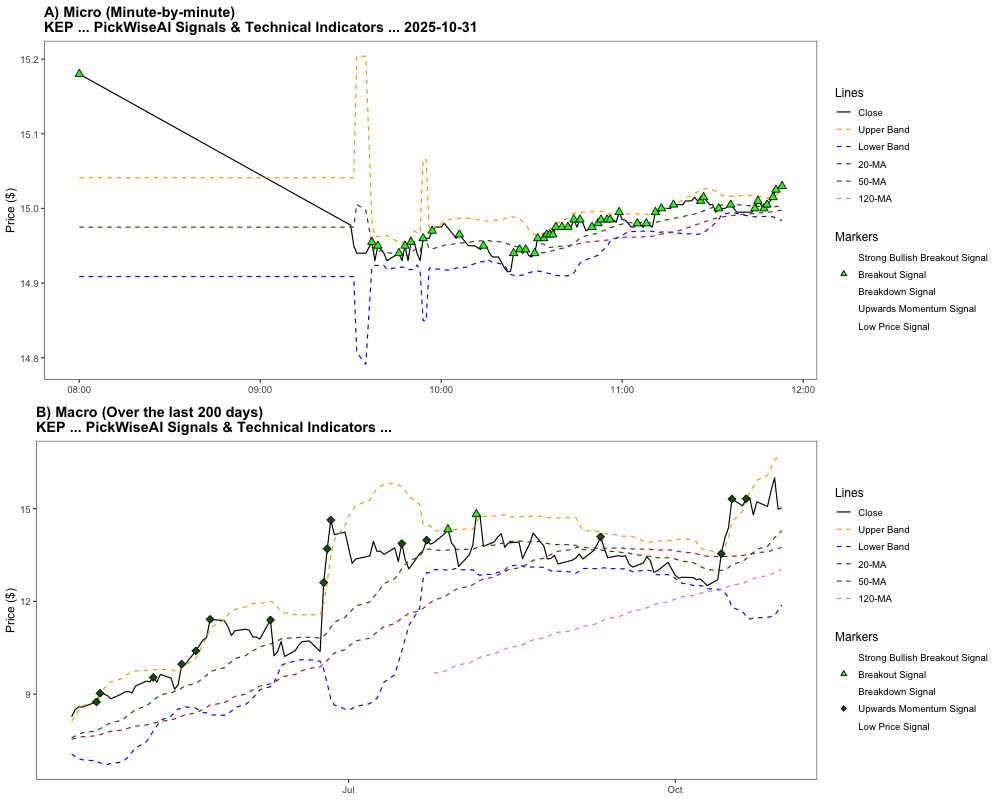 A) Micro (Minute-by-minute)
KEP ... PickWiseAI Signals & Technical Indicators ... 2025-10-31
15.2
15.1
15.0
14.9
14.8
Price ($)
08:00
09:00
10:00
11:00
12:00
Lines
Close
Upper Band
Lower Band
20-MA
50-MA
120-MA
Markers
Strong Bullish Breakout Signal
Breakout Signal
Breakdown Signal
Upwards Momentum Signal
Low Price Signal
B) Macro (Over the last 200 days)
KEP ... PickWiseAI Signals & Technical Indicators ...
15
12
9
Price ($)
Jul
Oct
Lines
Close
Upper Band
Lower Band
20-MA
50-MA
120-MA
Markers
Strong Bullish Breakout Signal
Breakout Signal
Breakdown Signal
Upwards Momentum Signal
Low Price Signal